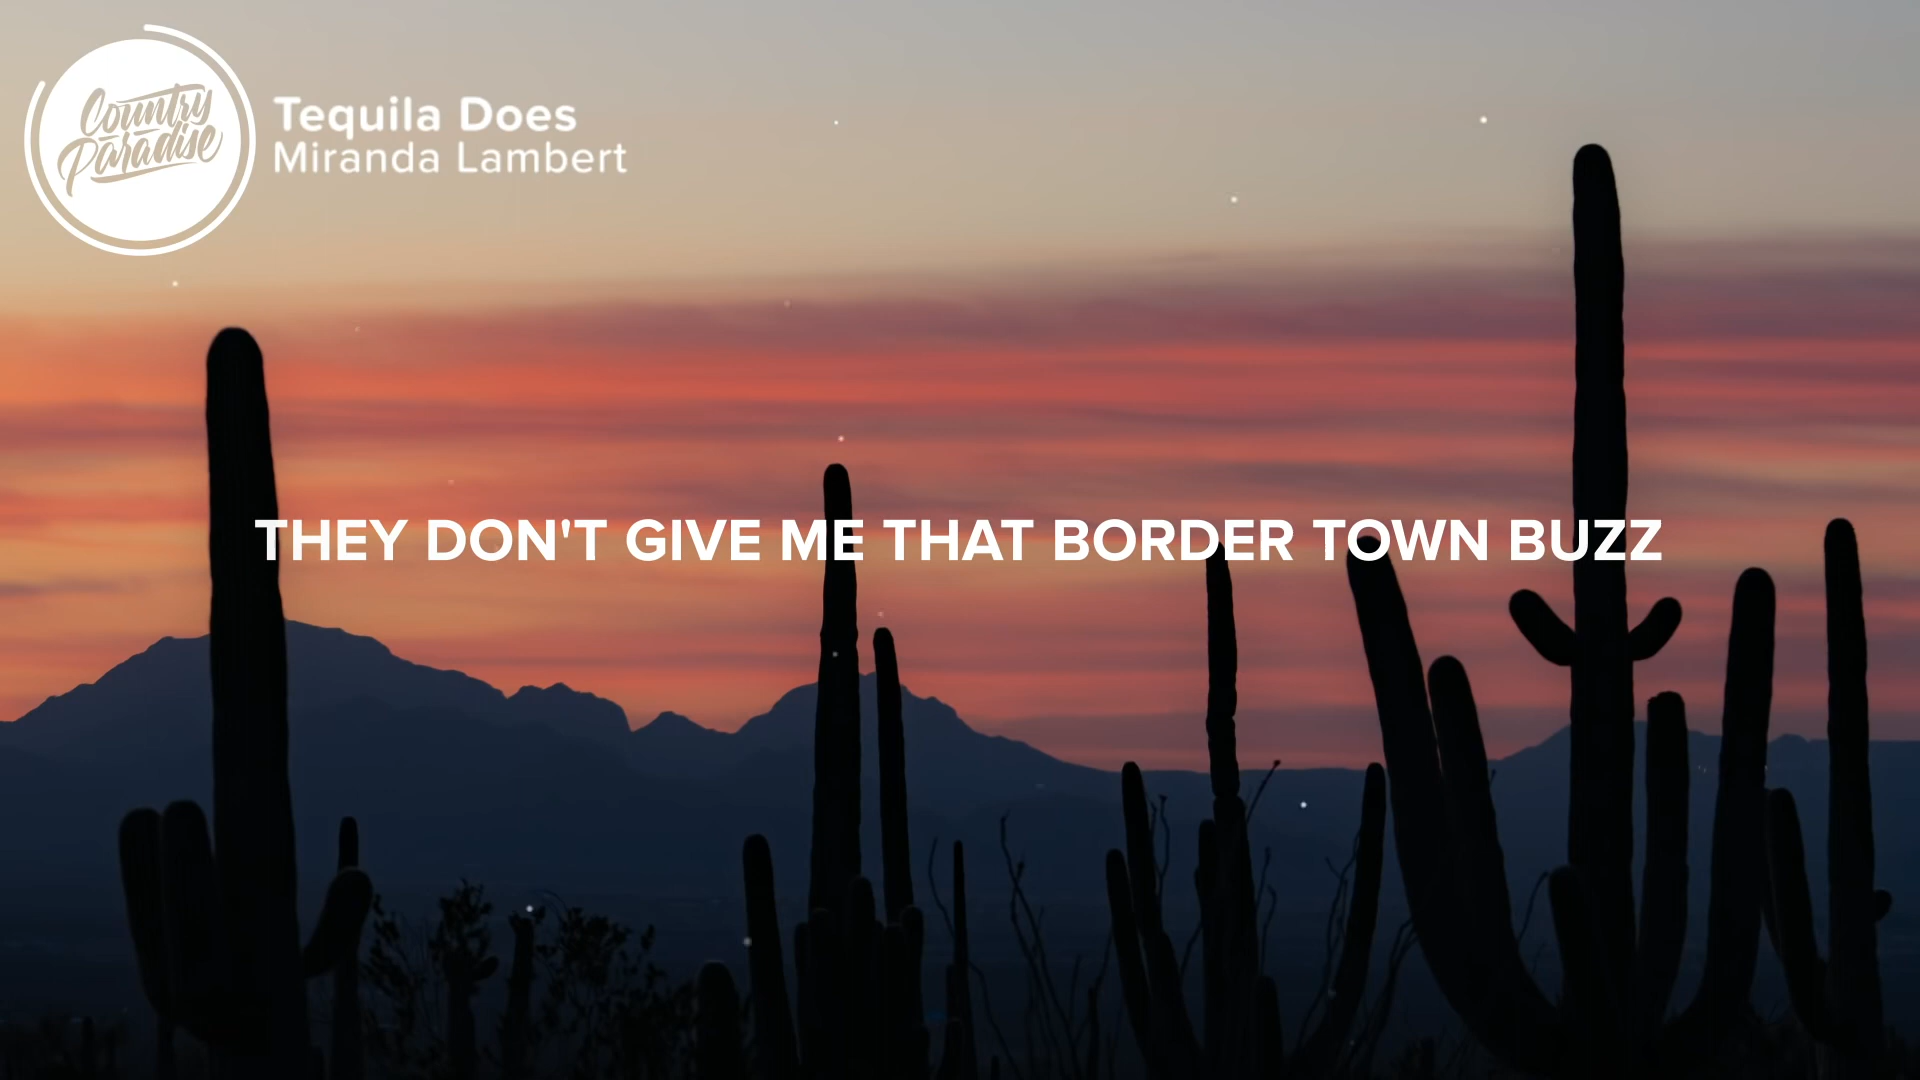 Country
Paradise
Tequila Does
Miranda Lambert
THEY DON'T GIVE ME THAT BORDER TOWN BUZZ